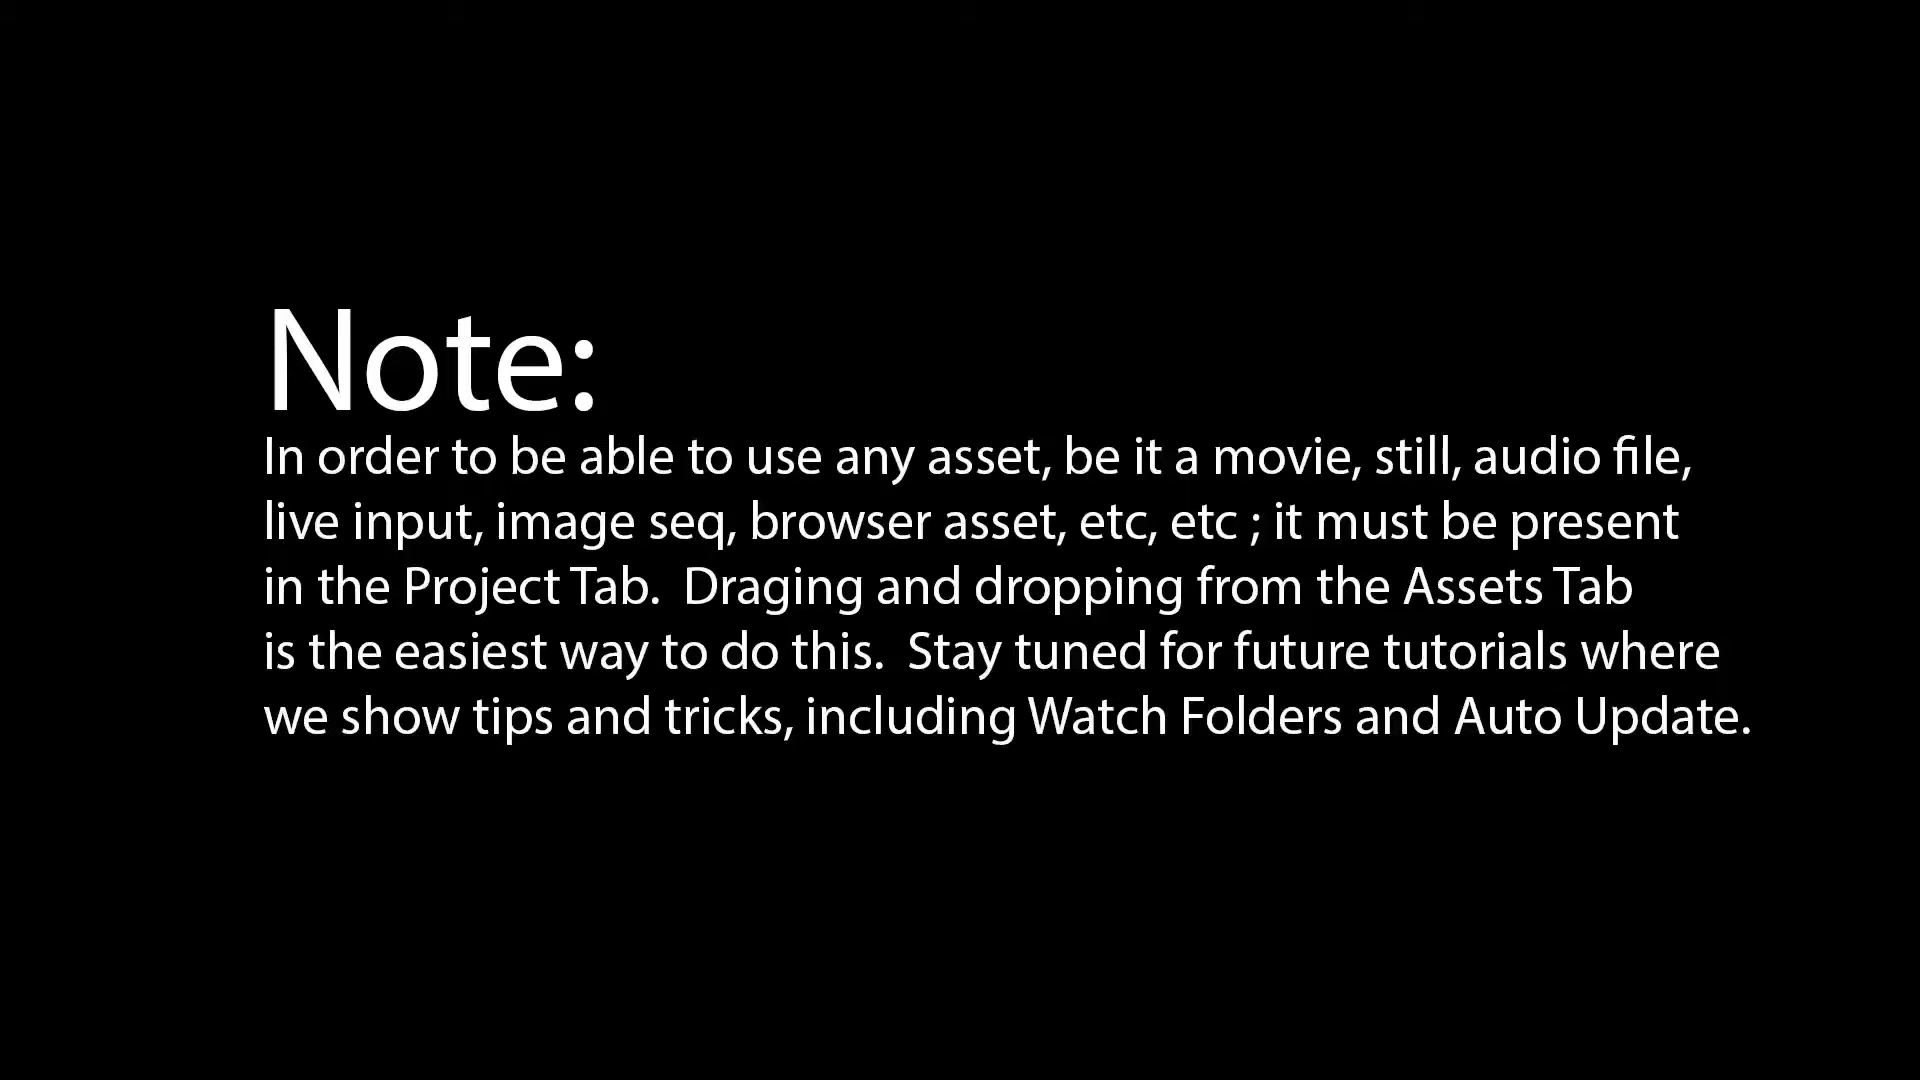 Note:
In order to be able to use any asset, be it a movie, still, audio file,
live input, image seq, browser asset, etc, etc ; it must be present
in the Project Tab.  Draging and dropping from the Assets Tab
is the easiest way to do this.  Stay tuned for future tutorials where
we show tips and tricks, including Watch Folders and Auto Update.